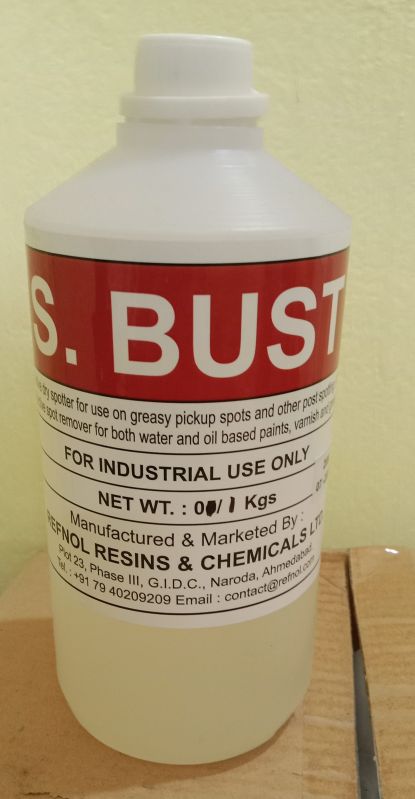 S. BUST
dry spotter for use on greasy pickup spots and other post spotting
spot remover for both water and oil based paints, varnish and
FOR INDUSTRIAL USE ONLY
NET WT. : 01/1 Kgs
Manufactured & Marketed By :
REFNOL RESINS & CHEMICALS LTD
Plot 23, Phase III, G.I.D.C., Naroda, Ahmedabad
Tel. : +91 79 40209209 Email : contact@refnol.com